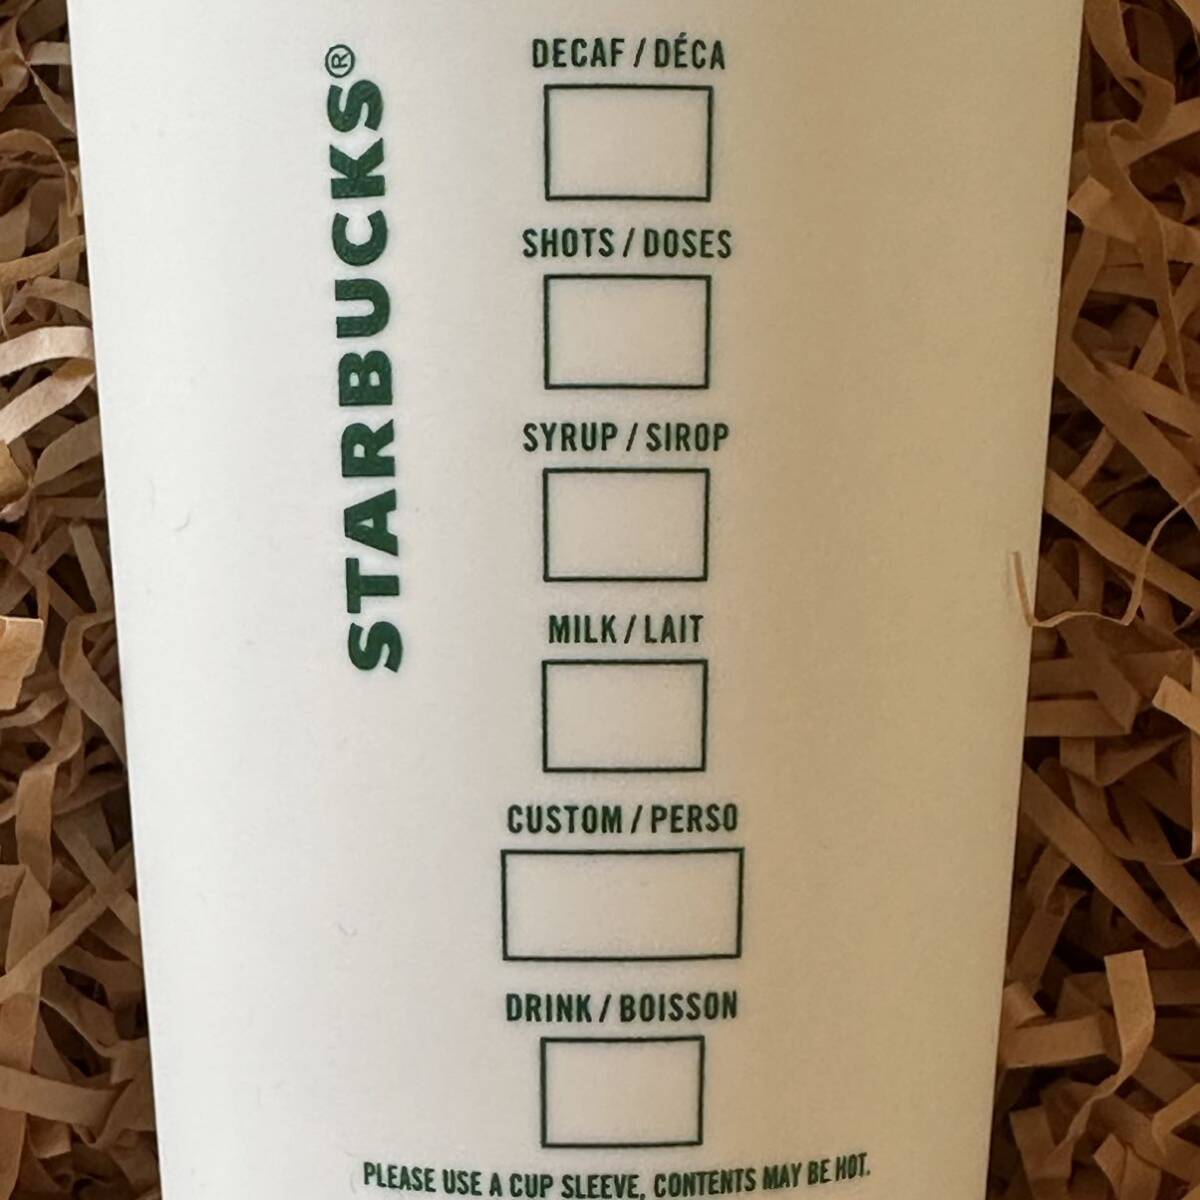 STARBUCKS®
DECAF / DÉCA
SHOTS / DOSES
SYRUP / SIROP
MILK / LAIT
CUSTOM / PERSO
DRINK / BOISSON
PLEASE USE A CUP SLEEVE, CONTENTS MAY BE HOT.